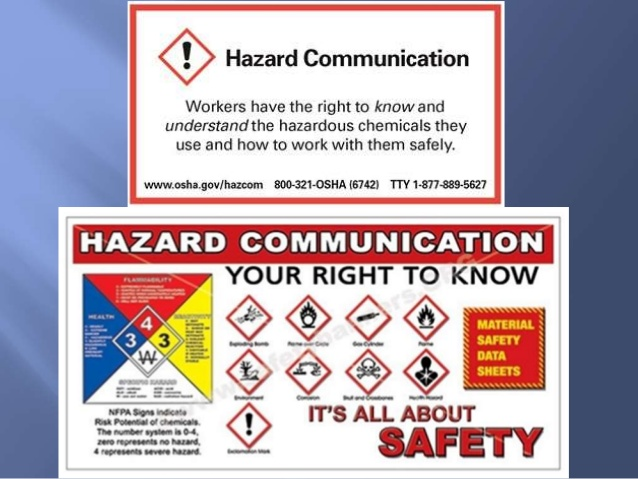 !
Hazard Communication
Workers have the right to know and
understand the hazardous chemicals they
use and how to work with them safely.
www.osha.gov/hazcom 800-321-OSHA (6742) TTY 1-877-889-5627
HAZARD COMMUNICATION
YOUR RIGHT TO KNOW
FLAMMABILITY
HEALTH
REACTIVITY
4
3
3
W
SPECIFIC HAZARD
NFPA Signs indicate
Risk Potential of chemicals.
The number system is 0-4,
zero represents no hazard,
4 represents severe hazard.
Exploding Bomb
Flame over Circle
Gas Cylinder
Flame
Environment
Corrosion
Skull and Crossbones
Health Hazard
!
Exclamation Mark
MATERIAL
SAFETY
DATA
SHEETS
IT'S ALL ABOUT
SAFETY